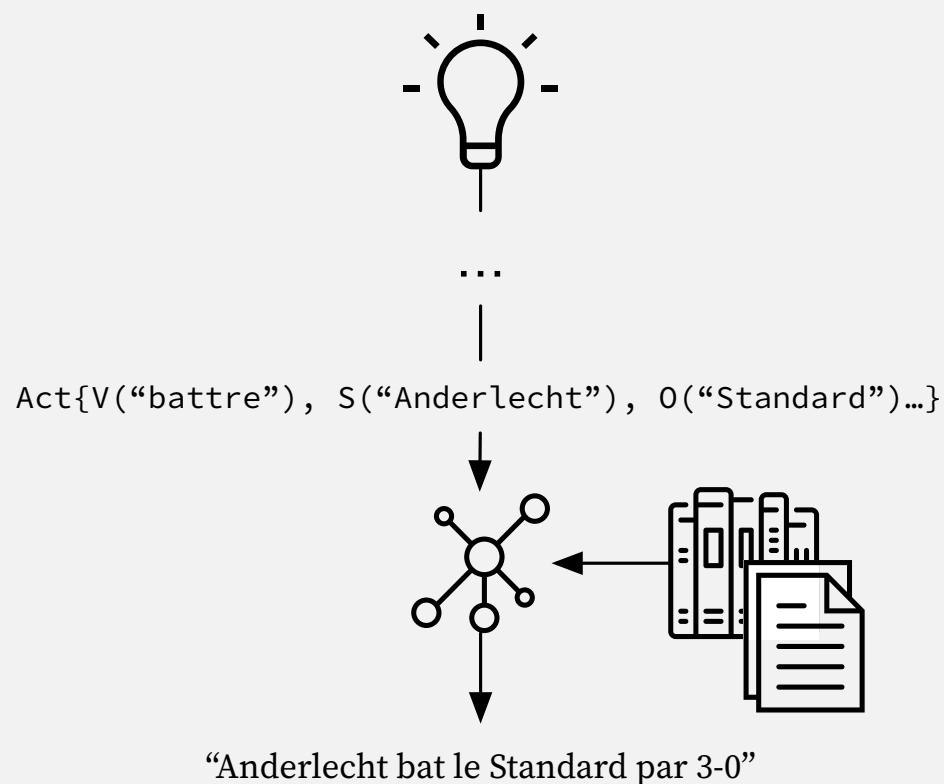 ...
Act{V(“battre”), S(“Anderlecht”), O(“Standard”)…}
“Anderlecht bat le Standard par 3-0”